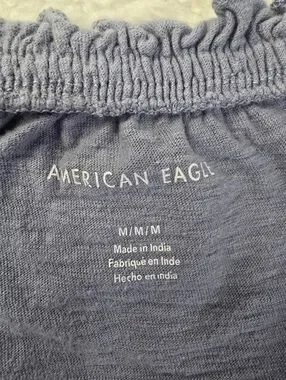 AMERICAN EAGLE
M/M/M
Made in India
Fabriqué en Inde
Hecho en india